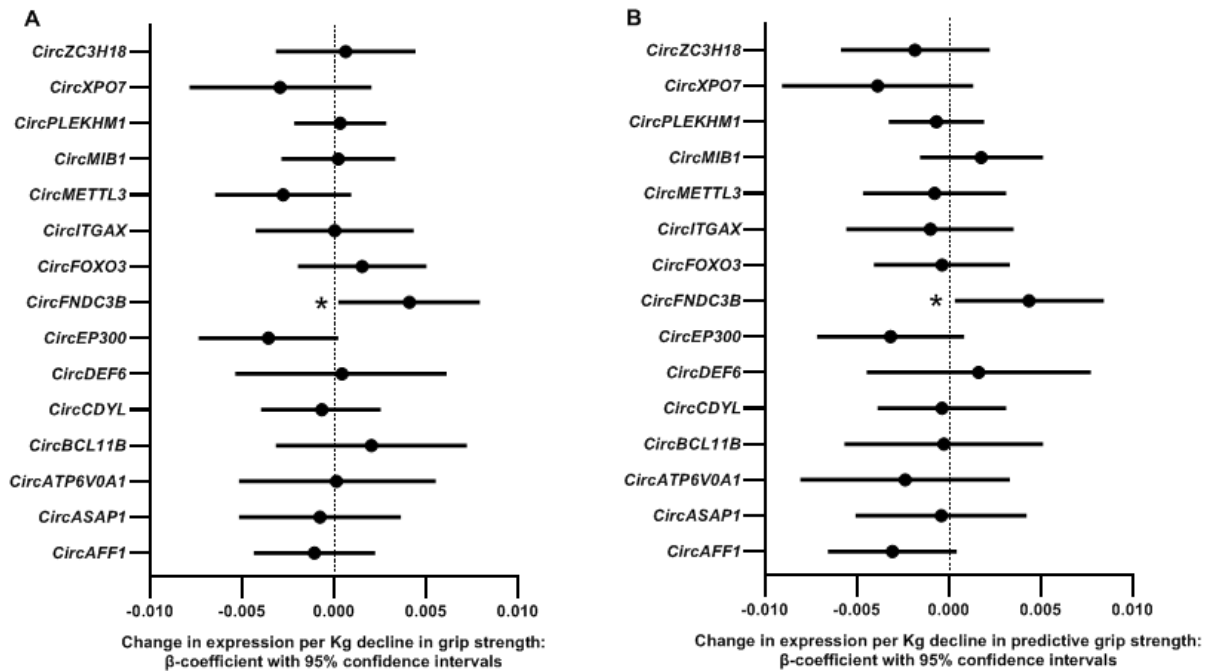 A
CircZC3H18
CircXPO7
CircPLEKHM1
CircMIB1
CircMETTL3
CircITGAX
CircFOXO3
CircFNDC3B
*
CircEP300
CircDEF6
CircCDYL
CircBCL11B
CircATP6V0A1
CircASAP1
CircAFF1
-0.010
-0.005
0.000
0.005
0.010
Change in expression per Kg decline in grip strength:
β-coefficient with 95% confidence intervals
B
CircZC3H18
CircXPO7
CircPLEKHM1
CircMIB1
CircMETTL3
CircITGAX
CircFOXO3
CircFNDC3B
*
CircEP300
CircDEF6
CircCDYL
CircBCL11B
CircATP6V0A1
CircASAP1
CircAFF1
-0.010
-0.005
0.000
0.005
0.010
Change in expression per Kg decline in predictive grip strength:
β-coefficient with 95% confidence intervals